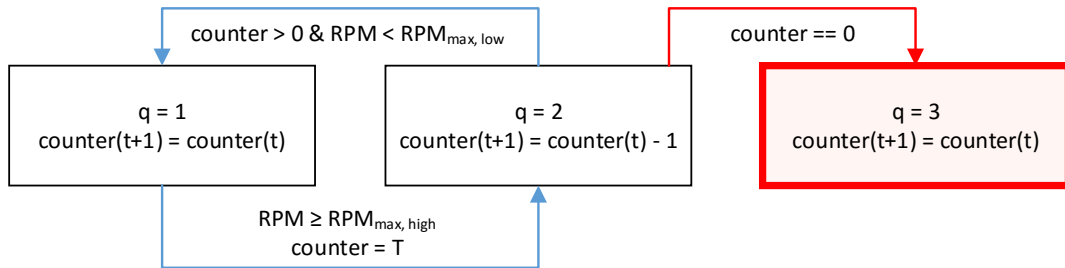 counter > 0 & RPM < RPMmax, low
counter == 0
q = 1
counter(t+1) = counter(t)
q = 2
counter(t+1) = counter(t) - 1
q = 3
counter(t+1) = counter(t)
RPM ≥ RPMmax, high
counter = T